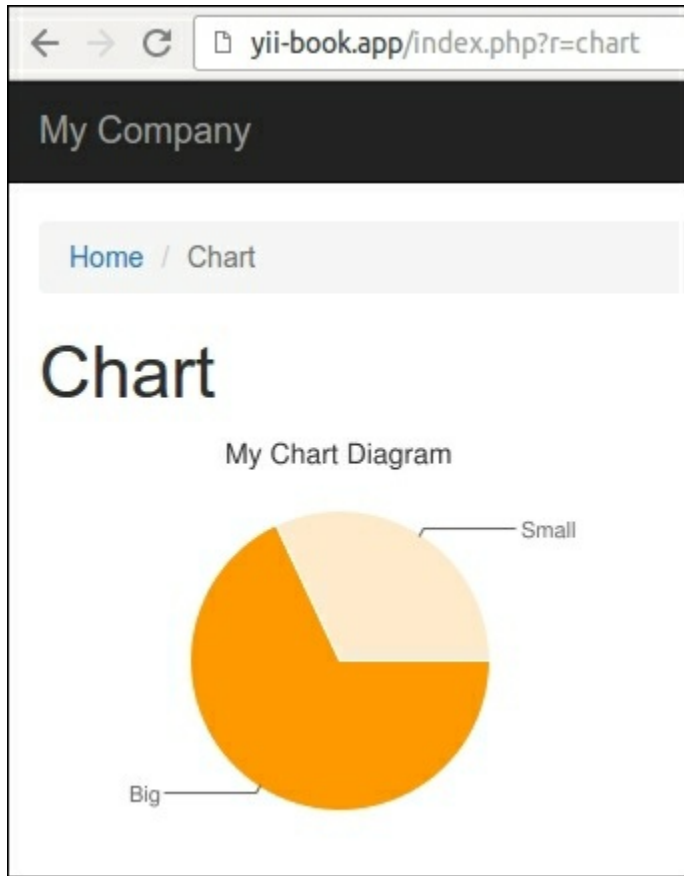 yii-book.app/index.php?r=chart
My Company
Home / Chart
Chart
My Chart Diagram
Small
Big